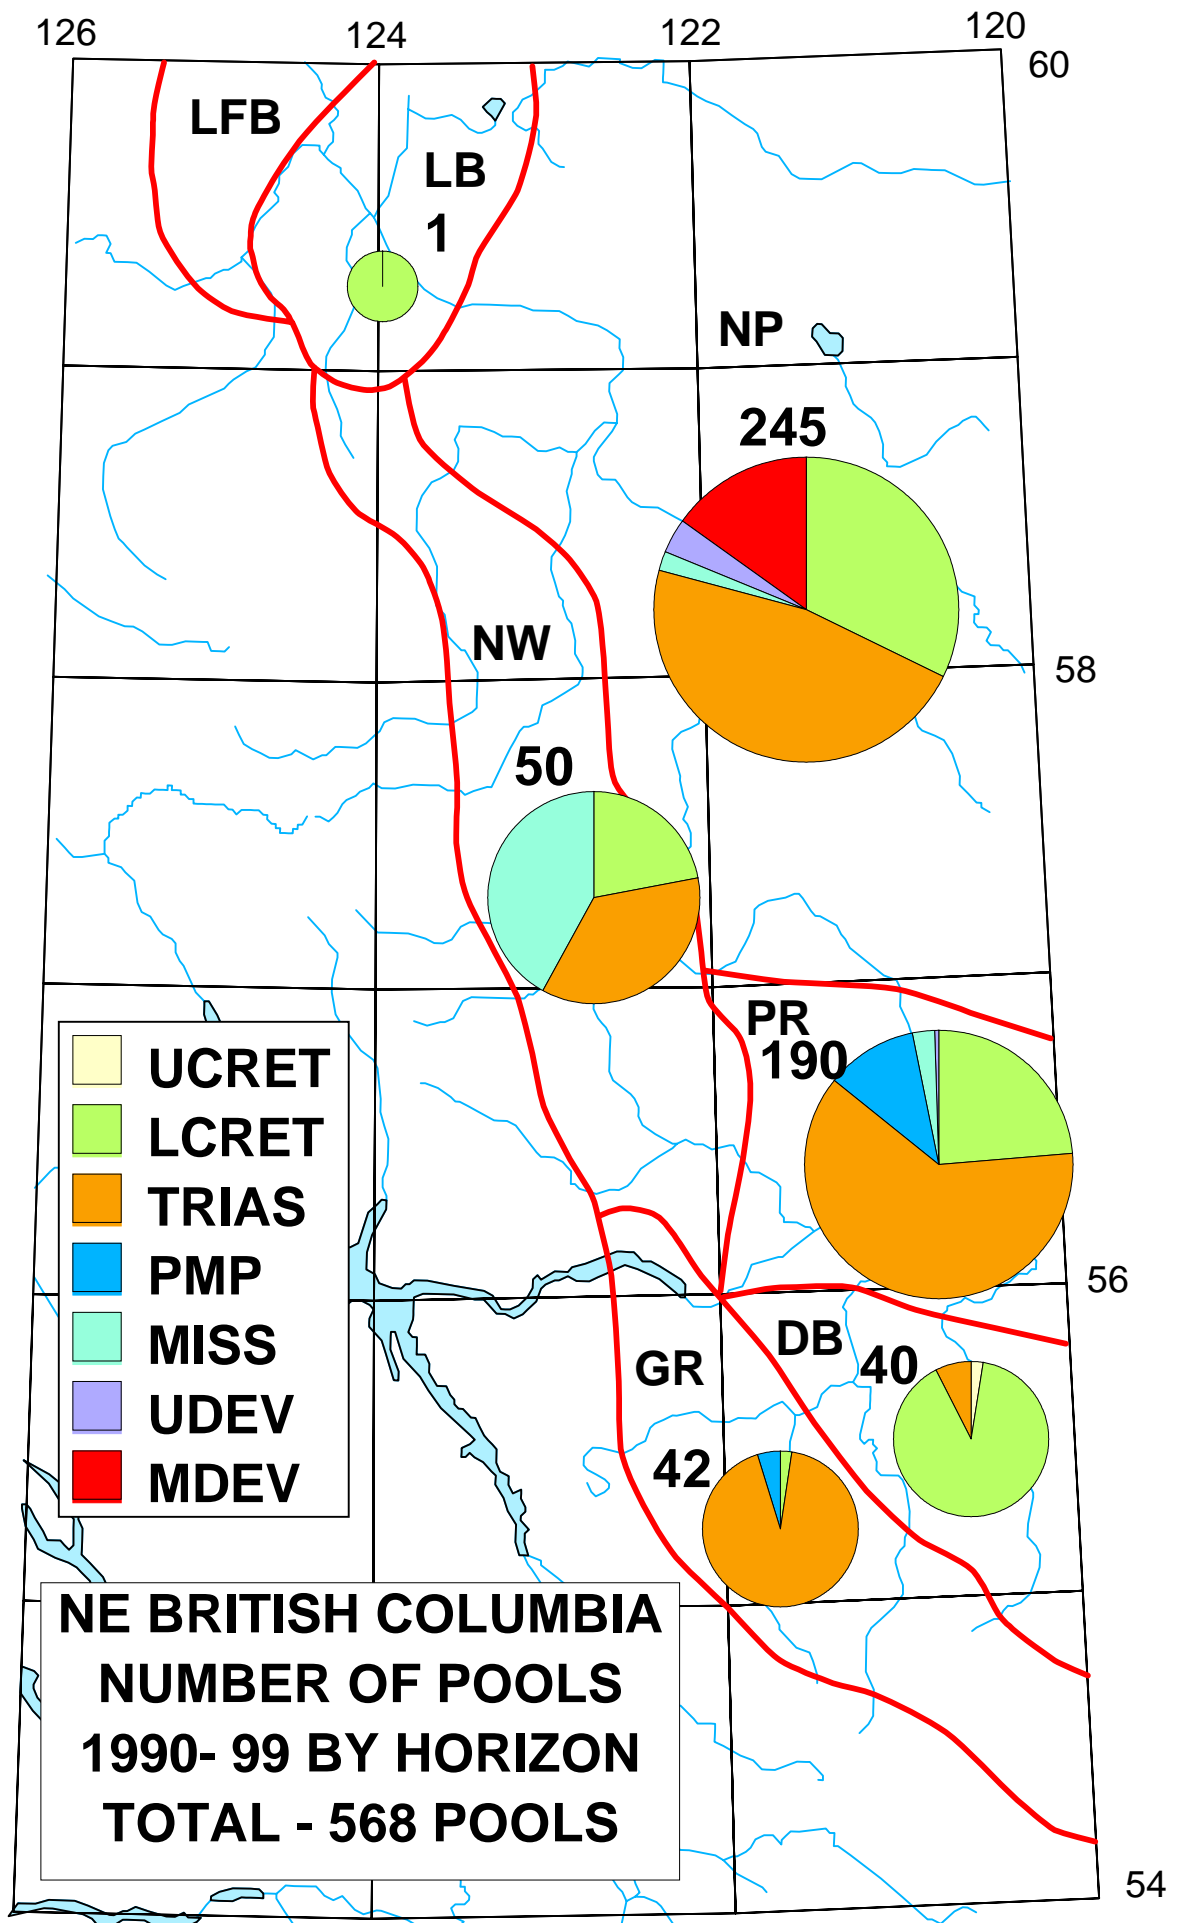 126
124
122
120
60
LFB
LB
1
NP
245
NW
58
50
PR
190
UCRET
LCRET
TRIAS
PMP
MISS
UDEV
MDEV
56
DB
40
GR
42
NE BRITISH COLUMBIA
NUMBER OF POOLS
1990- 99 BY HORIZON
TOTAL - 568 POOLS
54